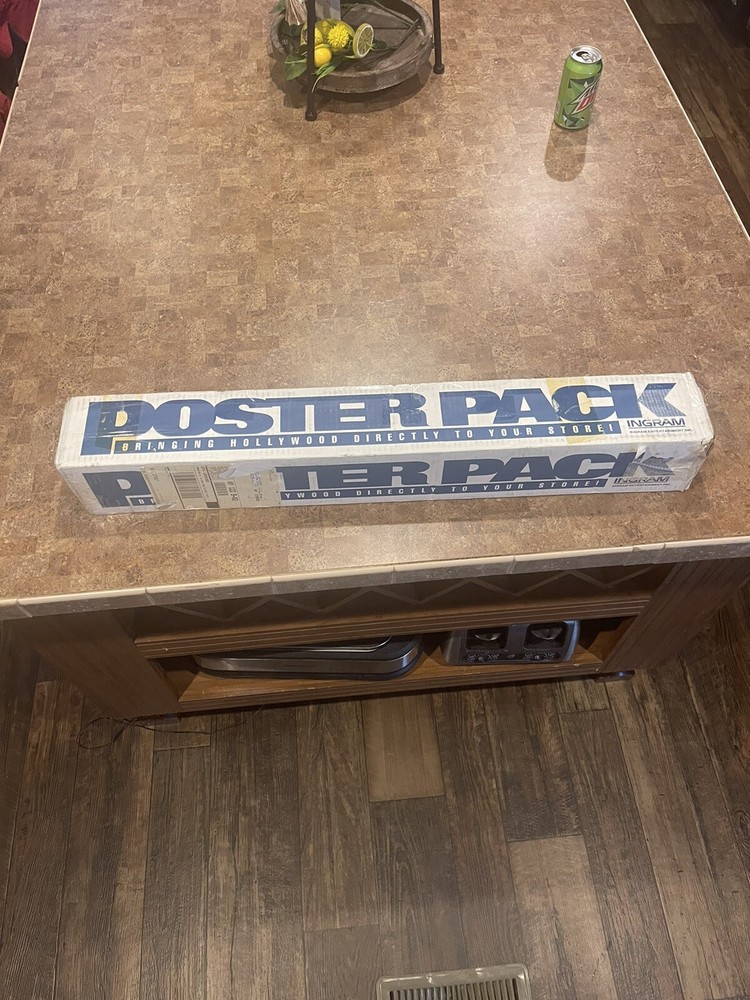 POSTER PACK
BRINGING HOLLYWOOD DIRECTLY TO YOUR STORE!
INGRAM
P TER PACK
YWOOD DIRECTLY TO YOUR STORE!
INGRAM